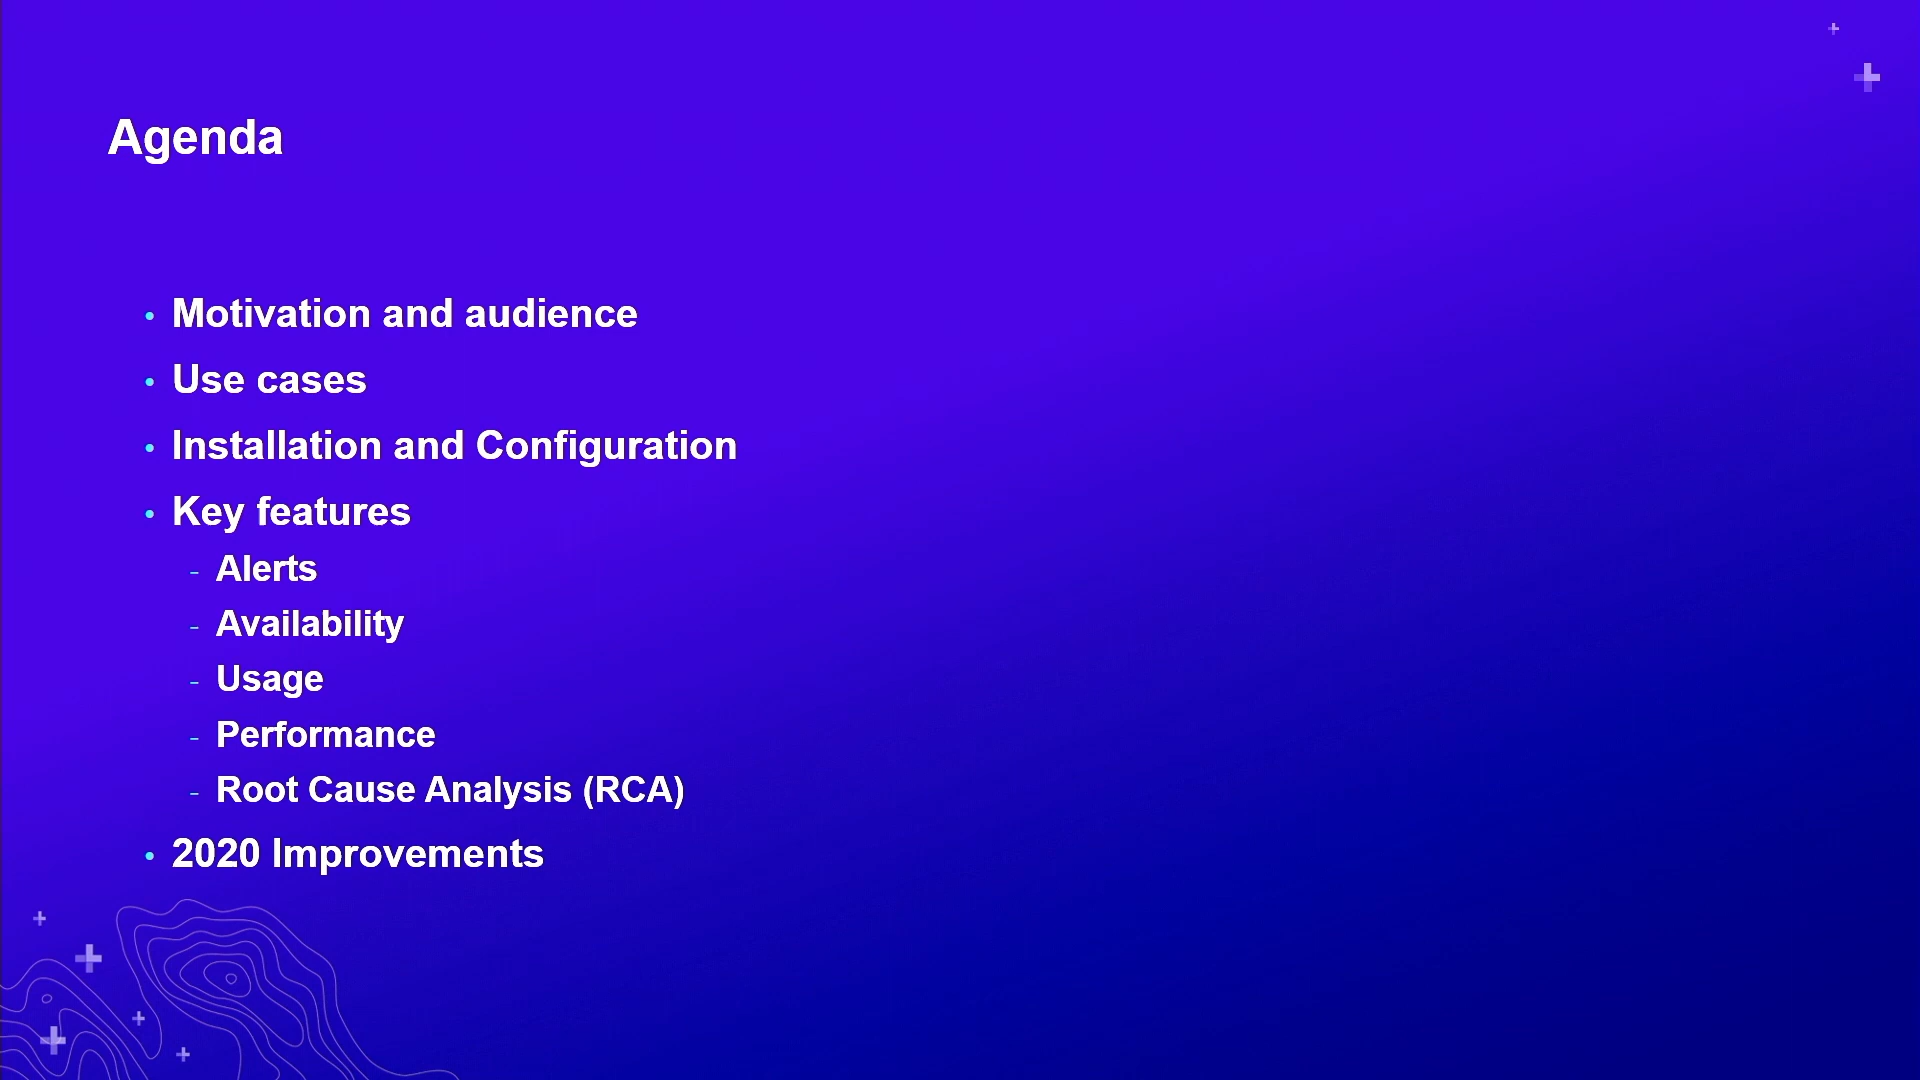 Agenda
• Motivation and audience
• Use cases
• Installation and Configuration
• Key features
- Alerts
- Availability
- Usage
- Performance
- Root Cause Analysis (RCA)
• 2020 Improvements